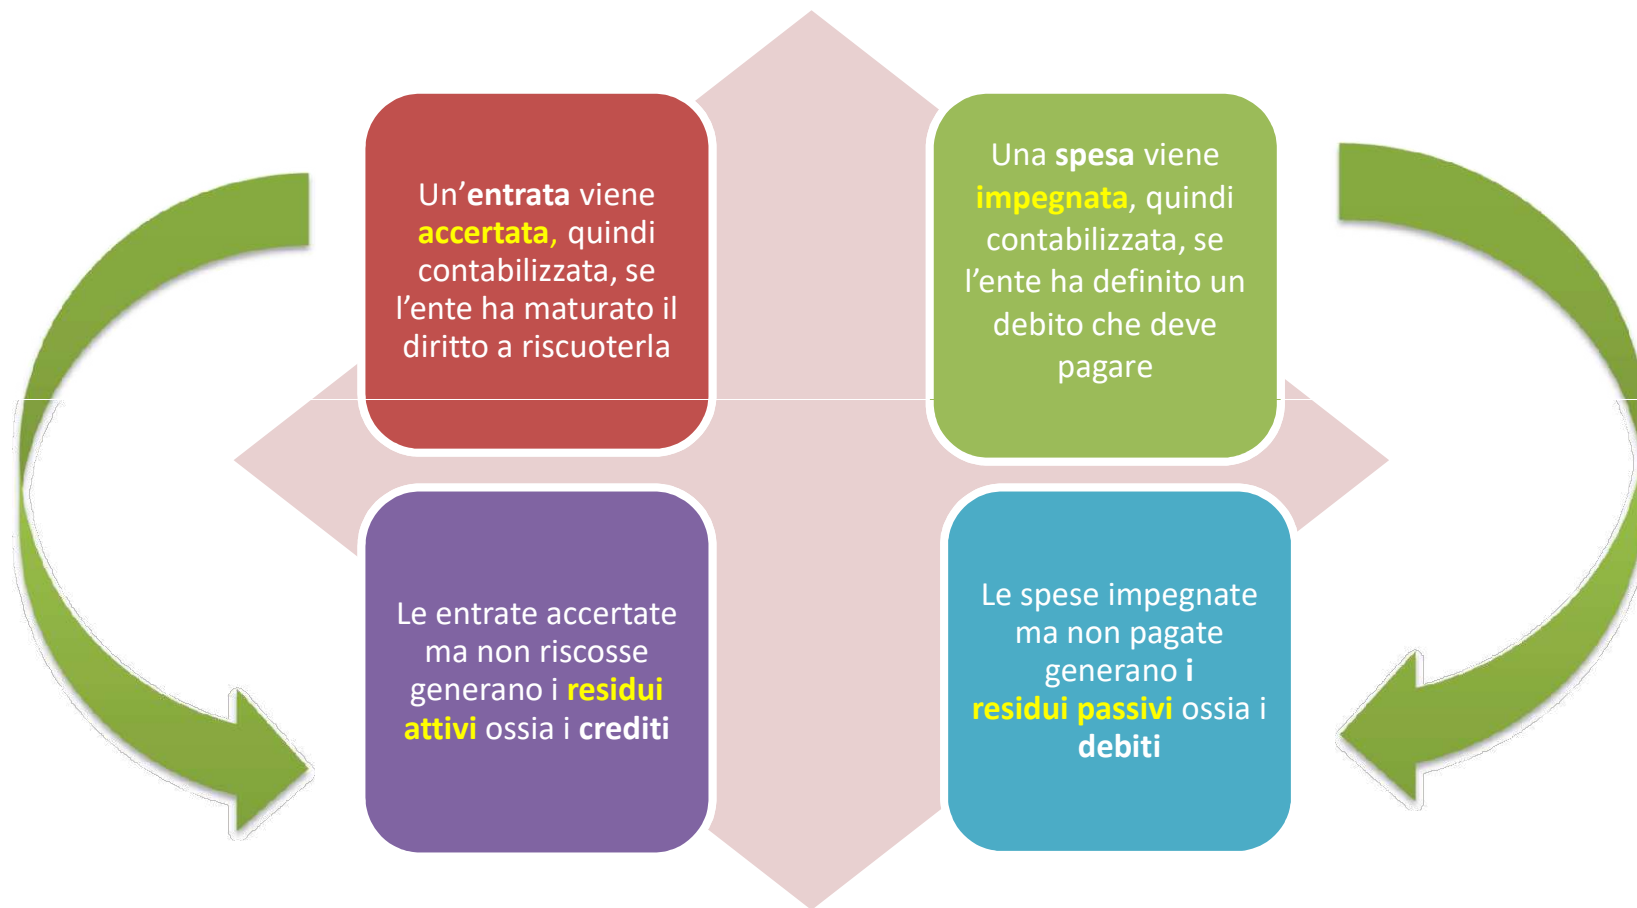 Un’entrata viene
accertata, quindi
contabilizzata, se
l’ente ha maturato il
diritto a riscuoterla
Una spesa viene
impegnata, quindi
contabilizzata, se
l’ente ha definito un
debito che deve
pagare
Le entrate accertate
ma non riscosse
generano i residui
attivi ossia i crediti
Le spese impegnate
ma non pagate
generano i
residui passivi ossia i
debiti